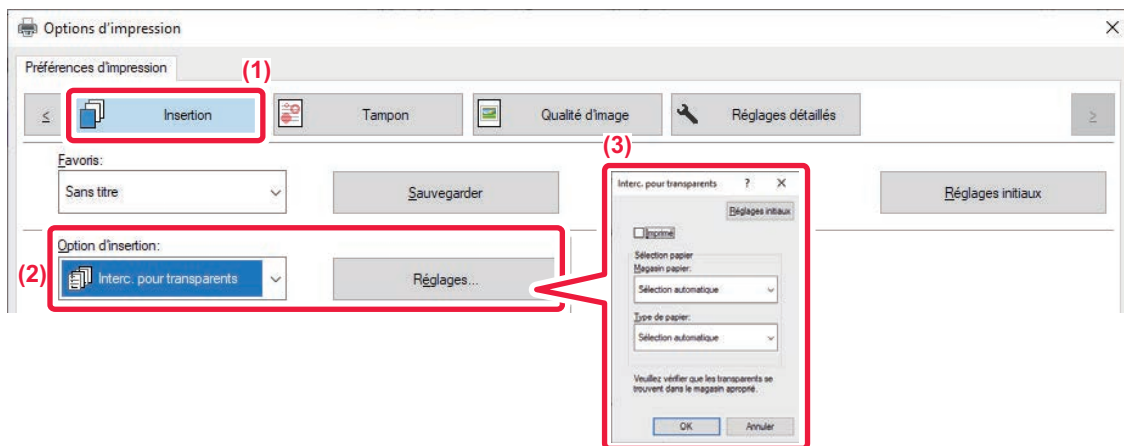 Options d'impression
Préférences d'impression
(1)
<
Insertion
Tampon
Qualité d'image
Réglages détaillés
>
(3)
Favoris:
Sans titre
Sauvegarder
Réglages initiaux
(2)
Option d'insertion:
Interc. pour transparents
Réglages...
Interc. pour transparents
?
Réglages initiaux
Imprimé
Sélection papier
Magasin papier:
Sélection automatique
Type de papier:
Sélection automatique
Veuillez vérifier que les transparents se
trouvent dans le magasin aproprié.
OK
Annuler